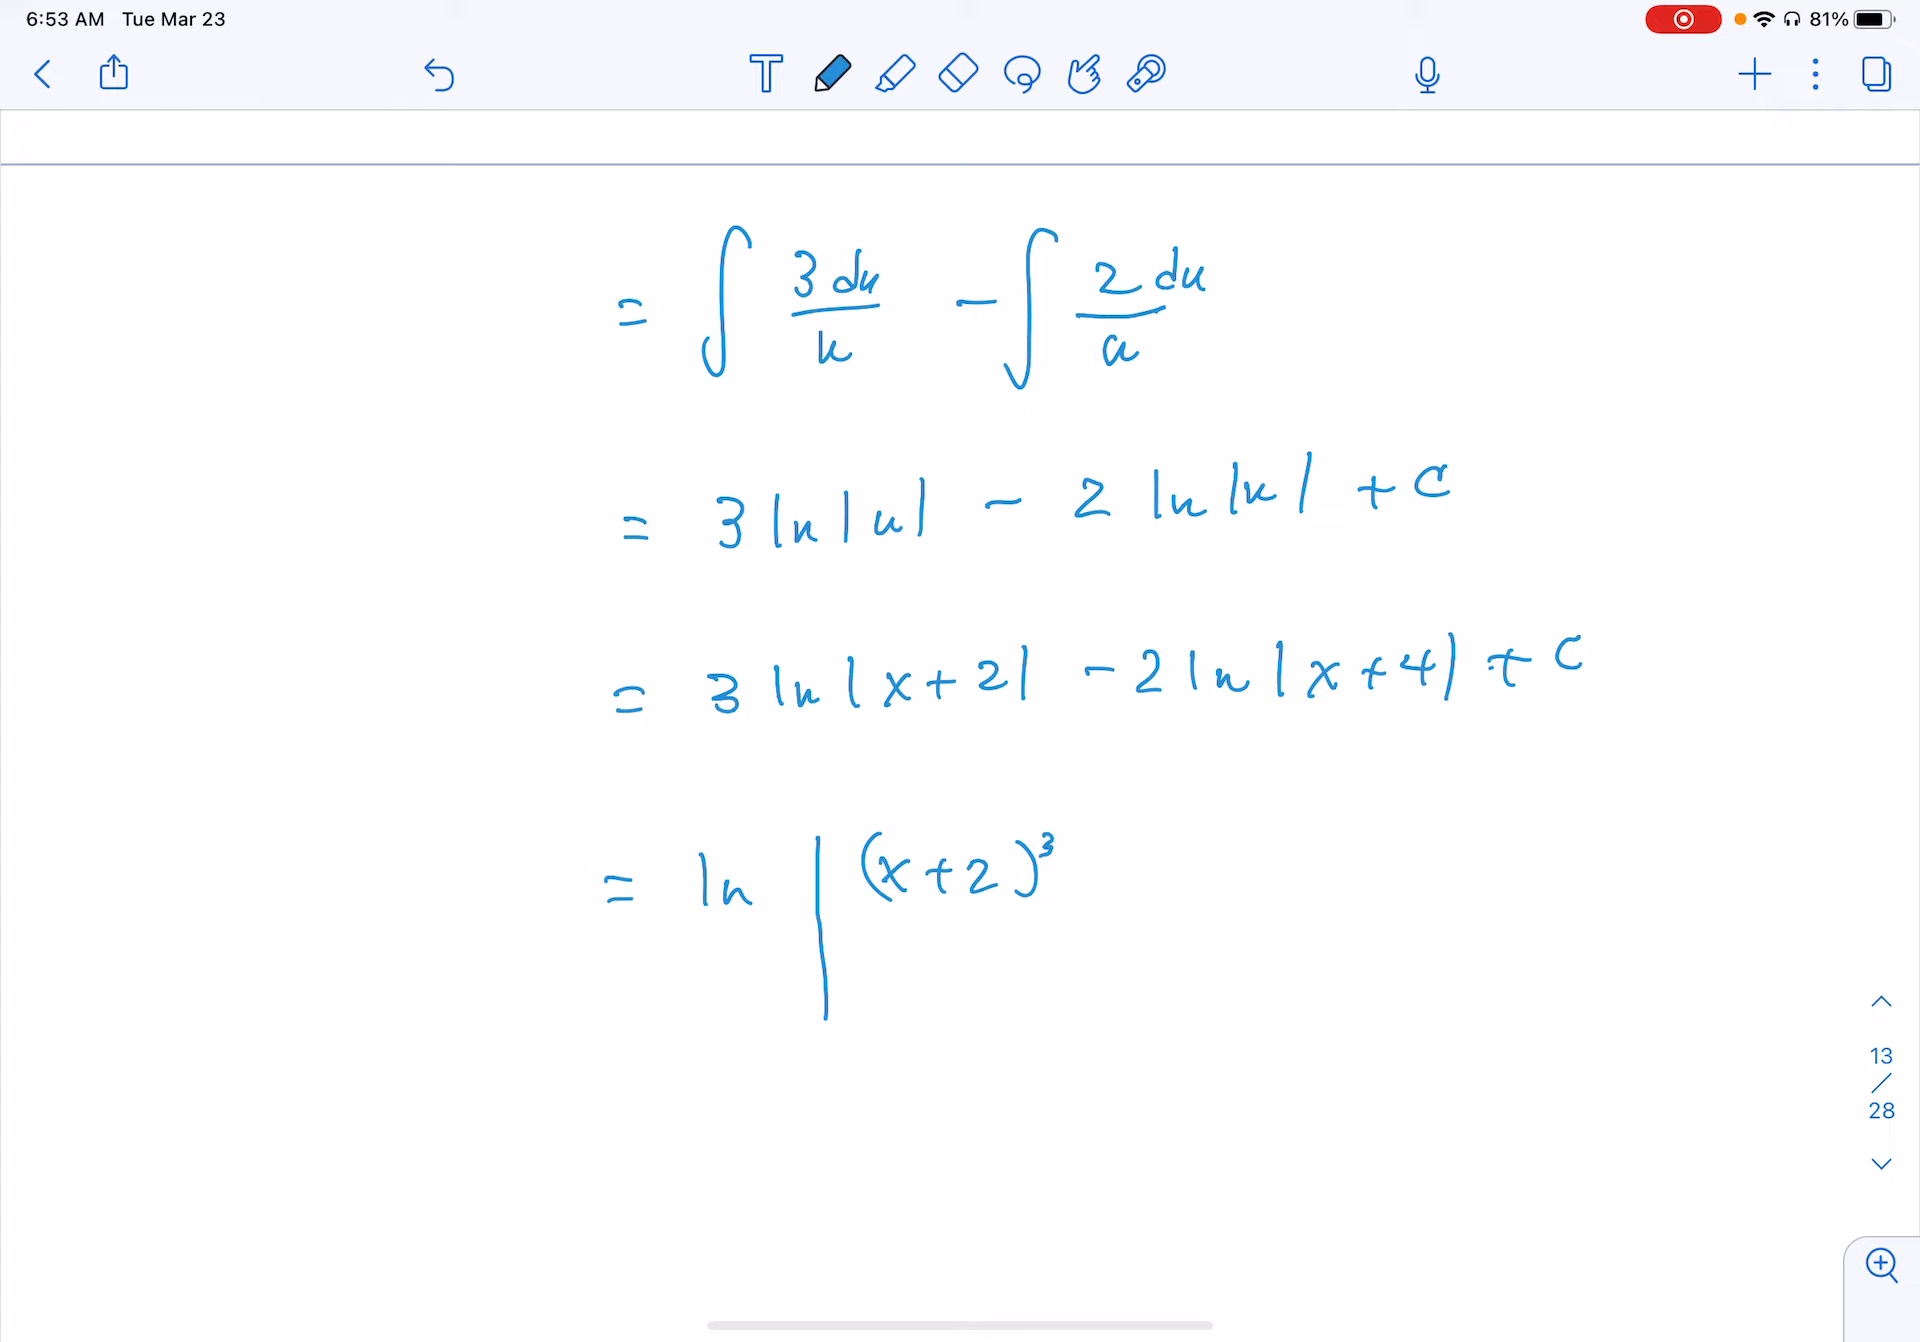 6:53 AM Tue Mar 23 81%
T
= ∫ 3 du / u - ∫ 2 du / u
= 3 ln |u| - 2 ln |u| + C
= 3 ln |x+2| - 2 ln |x+4| + C
= ln | (x+2)³
13
/
28